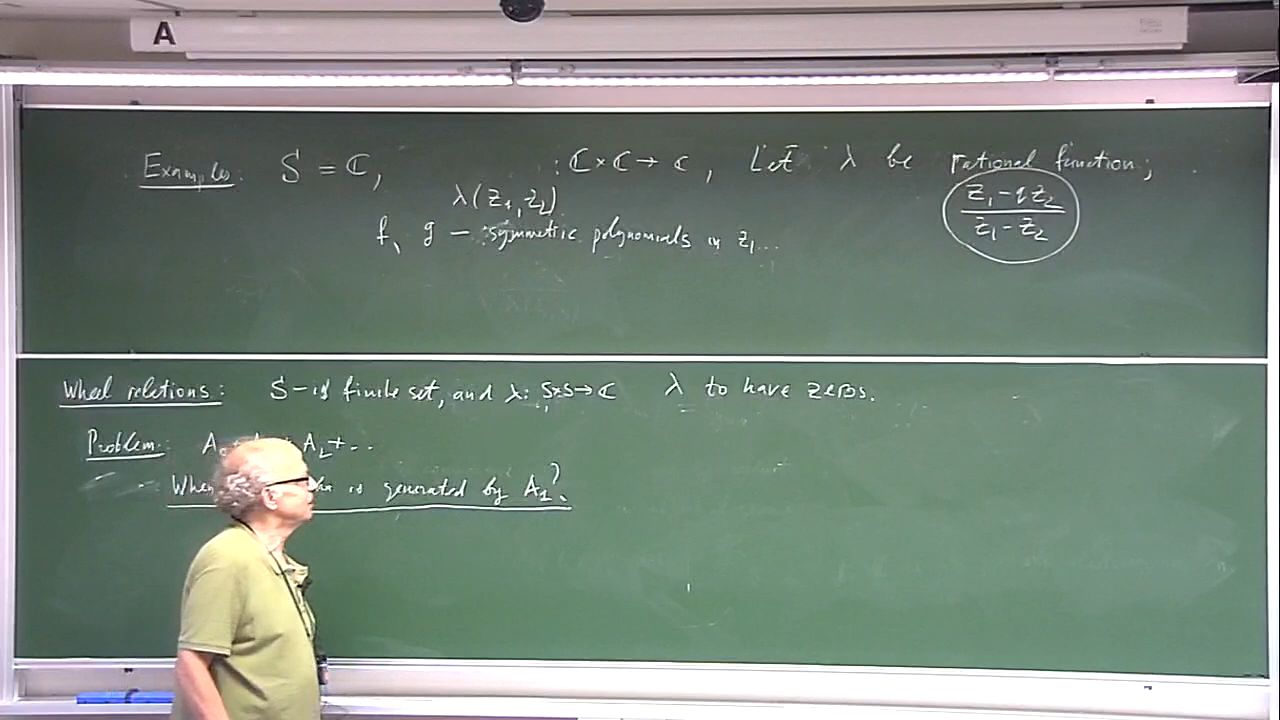 A
Examples: S = ℂ, : ℂ×ℂ → ℂ, Let λ be rational function;
λ(z₁, z₂)
(z₁ - q z₂)/(z₁ - z₂)
f, g — symmetric polynomials in z₁...
Wheel relations: S - is finite set, and λ: S×S → ℂ λ to have zeros.
Problem: A A₂ + ...
When is generated by A₁?